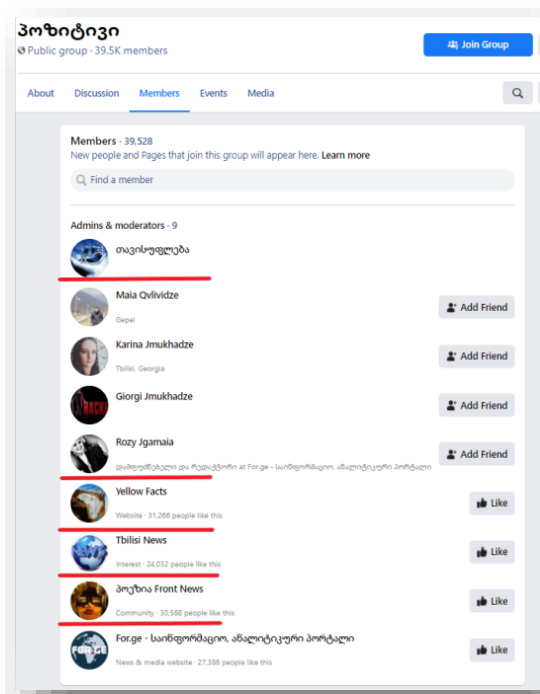 პოზიტივი
Public group · 39.5K members
Join Group
About Discussion Members Events Media
Members · 39,528
New people and Pages that join this group will appear here. Learn more
Find a member
Admins & moderators · 9
თავისუფლება
Maia Qvlividze
Gepei
Add Friend
Karina Jmukhadze
Tbilisi, Georgia
Add Friend
Giorgi Jmukhadze
Add Friend
Rozy Jgamaia
დამფუძნებელი და რედაქტორი at For.ge - საინფორმაციო, ანალიტიკური პორტალი
Add Friend
Yellow Facts
Website · 31,266 people like this
Like
Tbilisi News
Interest · 24,032 people like this
Like
პოეზია Front News
Community · 30,568 people like this
Like
For.ge - საინფორმაციო, ანალიტიკური პორტალი
News & media website · 27,386 people like this
Like
FOR.GE